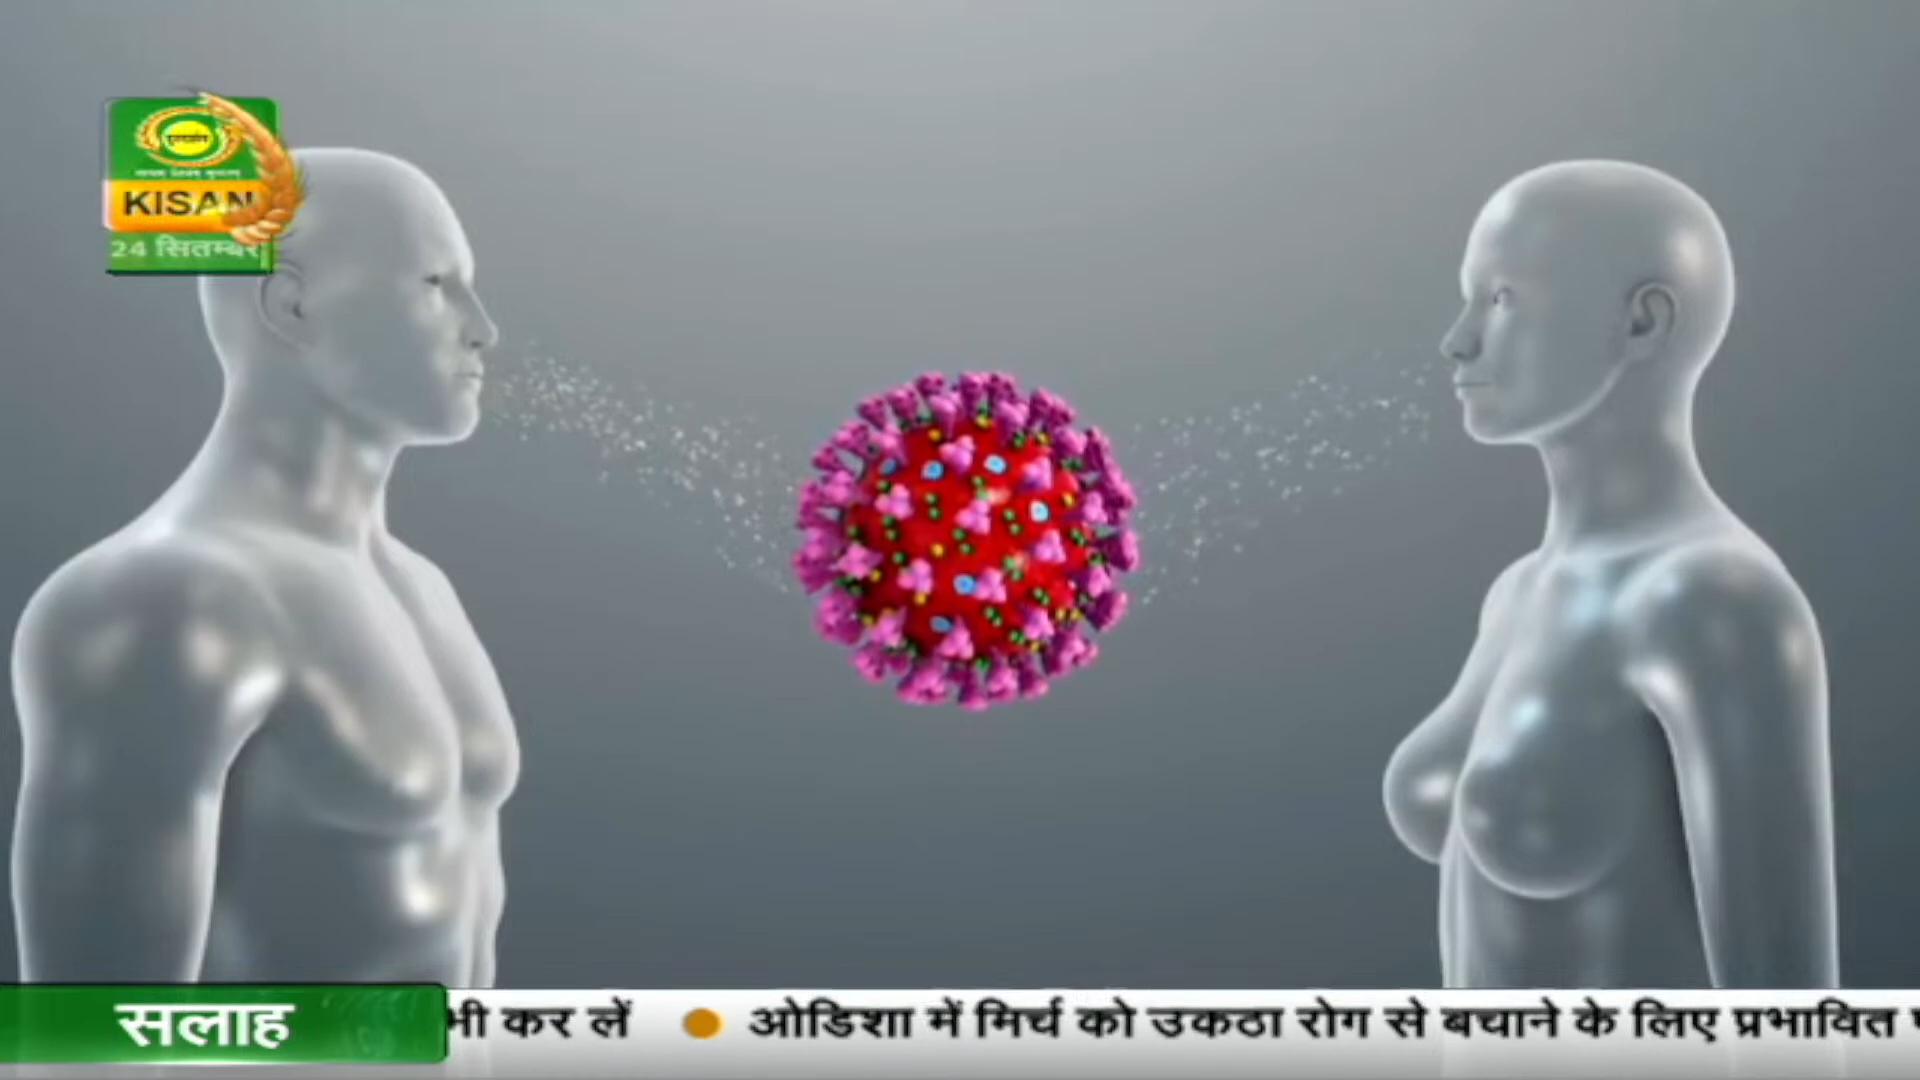 KISAN
24 सितम्बर
सलाह
भी कर लें ● ओडिशा में मिर्च को उकठा रोग से बचाने के लिए प्रभावित